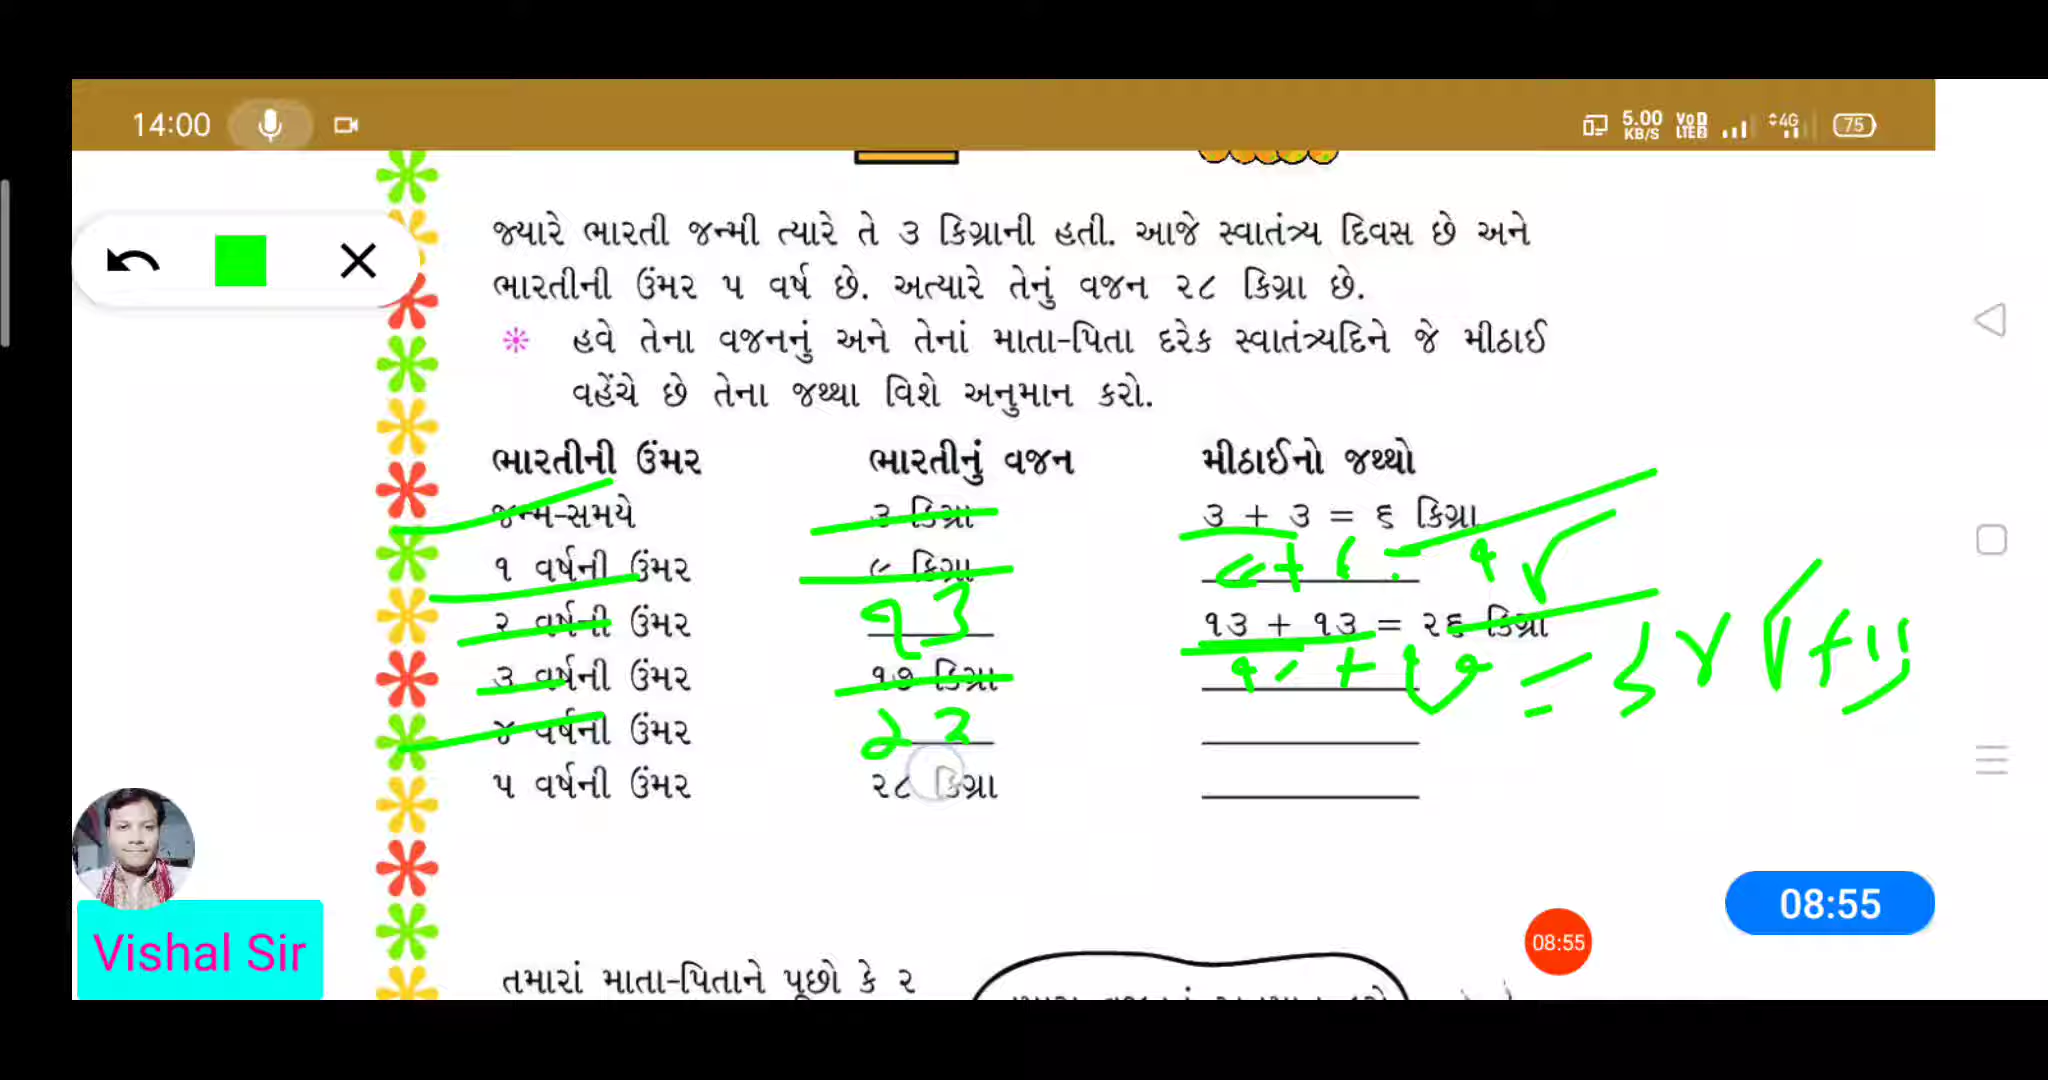 14:00
5.00 KB/S VoD LTE2 4G 75
જ્યારે ભારતી જન્મી ત્યારે તે ૩ કિગ્રાની હતી. આજે સ્વાતંત્ર્ય દિવસ છે અને
ભારતીની ઉંમર ૫ વર્ષ છે. અત્યારે તેનું વજન ૨૮ કિગ્રા છે.
હવે તેના વજનનું અને તેનાં માતા-પિતા દરેક સ્વાતંત્ર્યદિને જે મીઠાઈ
વહેંચે છે તેના જથ્થા વિશે અનુમાન કરો.
ભારતીની ઉંમર ભારતીનું વજન મીઠાઈનો જથ્થો
જન્મ-સમયે ૩ કિગ્રા ૩ + ૩ = ૬ કિગ્રા
૧ વર્ષની ઉંમર ૯ કિગ્રા
૨ વર્ષની ઉંમર ૧૩ ૧૩ + ૧૩ = ૨૬ કિગ્રા
૩ વર્ષની ઉંમર ૧૭ કિગ્રા
૪ વર્ષની ઉંમર ૨૨
૫ વર્ષની ઉંમર ૨૮ કિગ્રા
Vishal Sir
08:55
08:55
તમારાં માતા-પિતાને પૂછો કે ૨